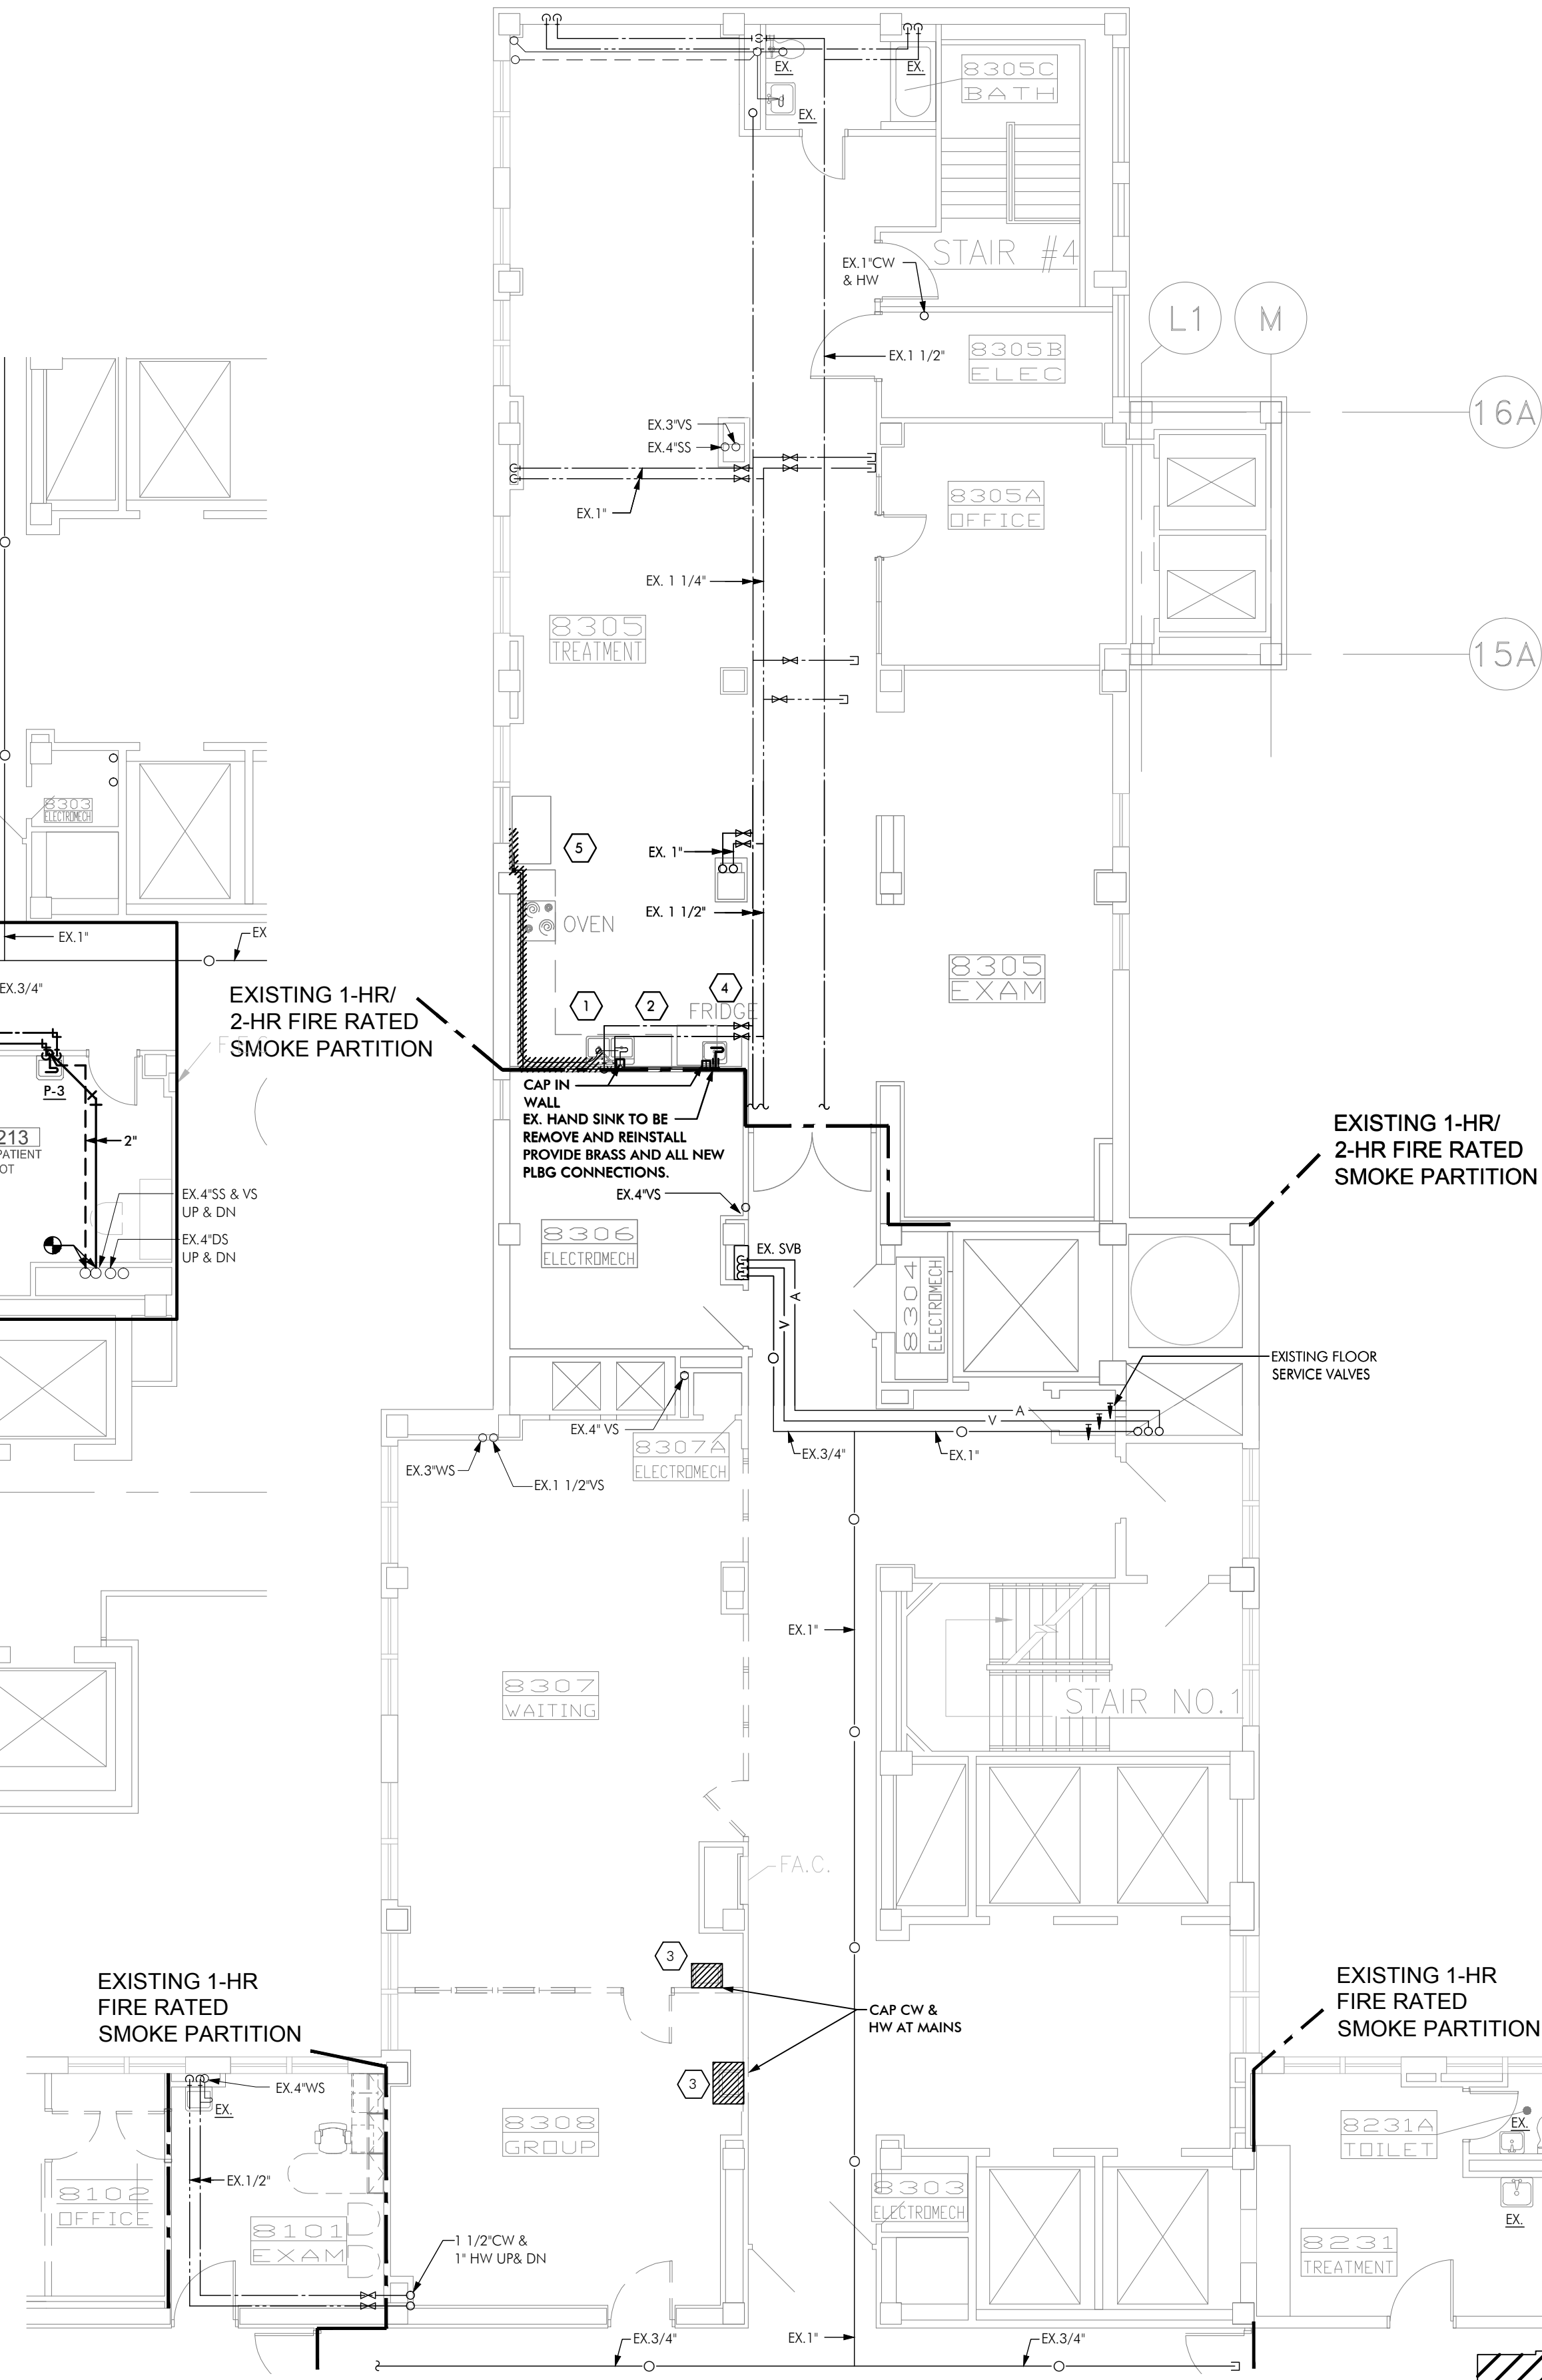 EX.
EX.
EX.
8305C
BATH
STAIR #4
EX.1"CW
& HW
L1
M
EX.1 1/2"
8305B
ELEC
16A
EX.3"VS
EX.4"SS
8305A
OFFICE
EX.1"
EX. 1 1/4"
8305
TREATMENT
15A
8303
ELECTROMECH
5
EX. 1"
OVEN
EX. 1 1/2"
EX.1"
EX
EX.3/4"
8305
EXAM
EXISTING 1-HR/
2-HR FIRE RATED
SMOKE PARTITION
1
2
4
FRIDGE
P-3
CAP IN
WALL
EX. HAND SINK TO BE
REMOVE AND REINSTALL
PROVIDE BRASS AND ALL NEW
PLBG CONNECTIONS.
EXISTING 1-HR/
2-HR FIRE RATED
SMOKE PARTITION
213
PATIENT
OT
2"
EX.4"SS & VS
UP & DN
EX.4"DS
UP & DN
EX.4"VS
8306
ELECTROMECH
EX. SVB
A
V
8304
ELECTROMECH
EXISTING FLOOR
SERVICE VALVES
A
V
EX.4" VS
8307A
ELECTROMECH
EX.3/4"
EX.1"
EX.3"WS
EX.1 1/2"VS
EX.1"
8307
WAITING
STAIR NO.1
F.A.C.
3
CAP CW &
HW AT MAINS
3
EXISTING 1-HR
FIRE RATED
SMOKE PARTITION
EXISTING 1-HR
FIRE RATED
SMOKE PARTITION
EX.4"WS
EX.
8308
GROUP
8231A
TOILET
EX.
EX.
EX.1/2"
8102
OFFICE
8101
EXAM
8303
ELECTROMECH
1 1/2"CW &
1" HW UP& DN
8231
TREATMENT
EX.3/4"
EX.1"
EX.3/4"